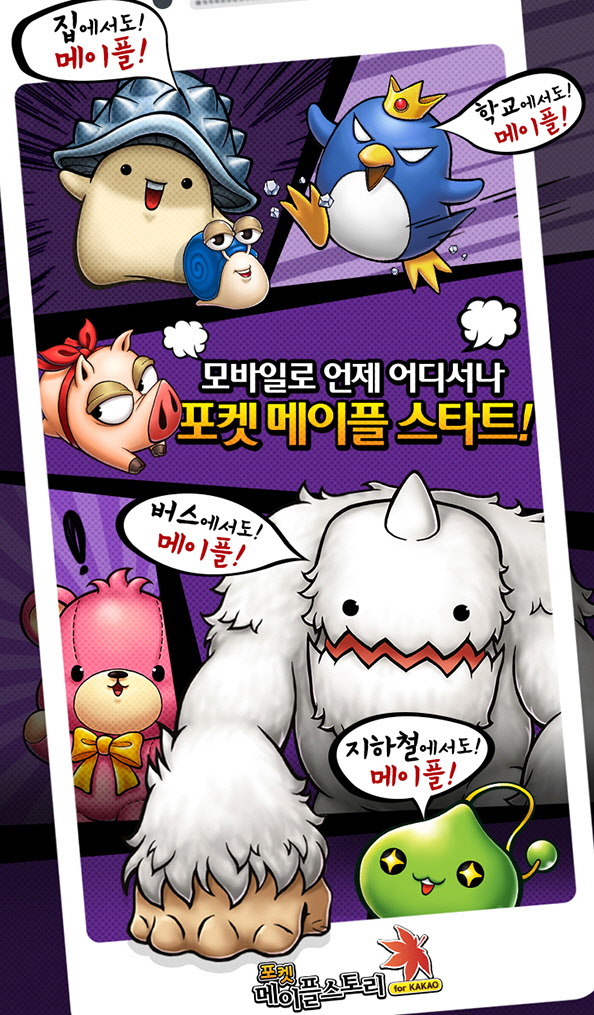 집에서도!
메이플!
학교에서도!
메이플!
모바일로 언제 어디서나
포켓 메이플 스타트!
!
버스에서도!
메이플!
지하철에서도!
메이플!
포켓
메이플스토리
for KAKAO